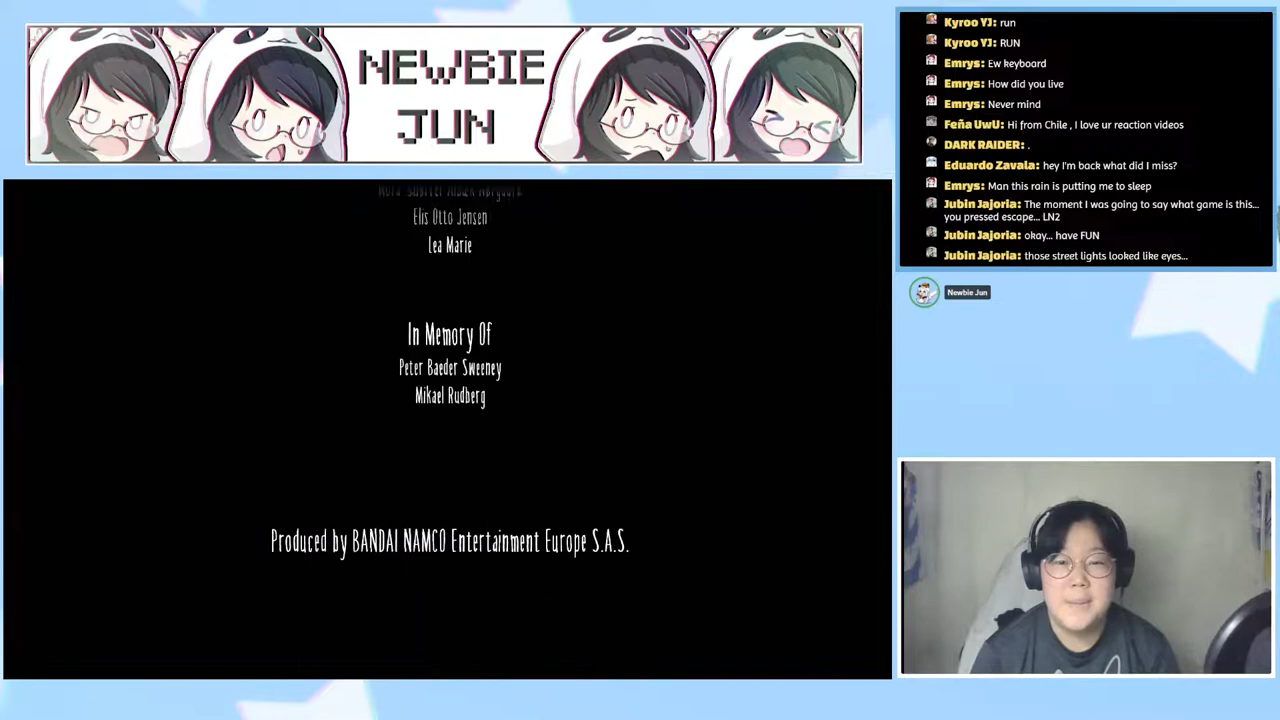 NEWBIE
JUN
Elis Otto Jensen
Lea Marie
In Memory Of
Peter Baeder Sweeney
Mikael Rudberg
Produced by BANDAI NAMCO Entertainment Europe S.A.S.
Kyroo YJ: run
Kyroo YJ: RUN
Emrys: Ew keyboard
Emrys: How did you live
Emrys: Never mind
Feña UwU: Hi from Chile , I love ur reaction videos
DARK RAIDER: .
Eduardo Zavala: hey I'm back what did I miss?
Emrys: Man this rain is putting me to sleep
Jubin Jajoria: The moment I was going to say what game is this...
you pressed escape... LN2
Jubin Jajoria: okay... have FUN
Jubin Jajoria: those street lights looked like eyes...
Newbie Jun